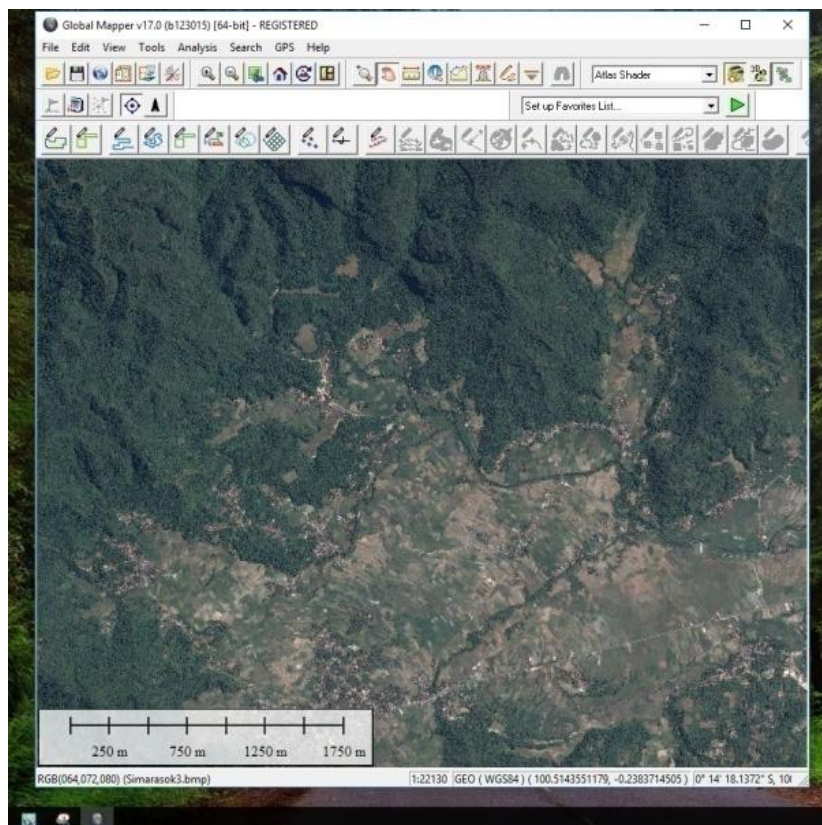 Global Mapper v17.0 (b123015) [64-bit] - REGISTERED
File Edit View Tools Analysis Search GPS Help
Atlas Shader
Set up Favorites List...
250 m 750 m 1250 m 1750 m
RGB(064,072,080) (Simarasok3.bmp) 1:22130 GEO ( WGS84 ) ( 100.5143551179, -0.2383714505 ) 0° 14' 18.1372" S, 10